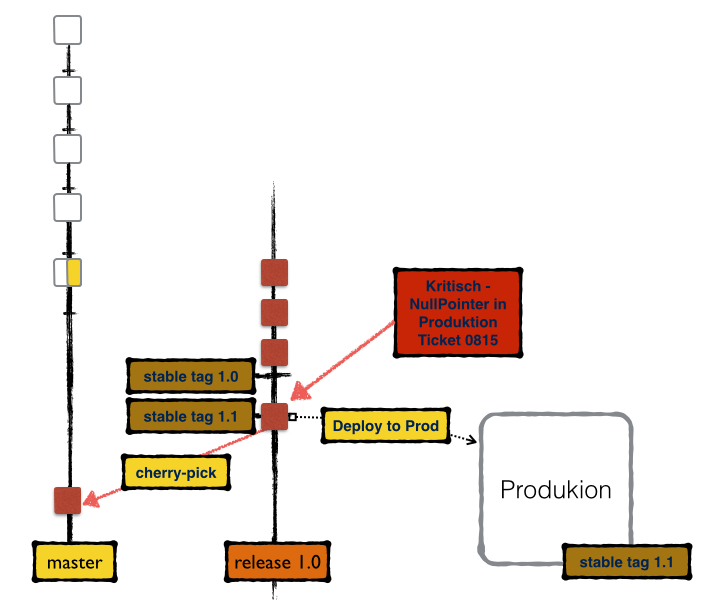 Kritisch -
NullPointer in
Produktion
Ticket 0815
stable tag 1.0
stable tag 1.1
Deploy to Prod
cherry-pick
Produkion
master
release 1.0
stable tag 1.1